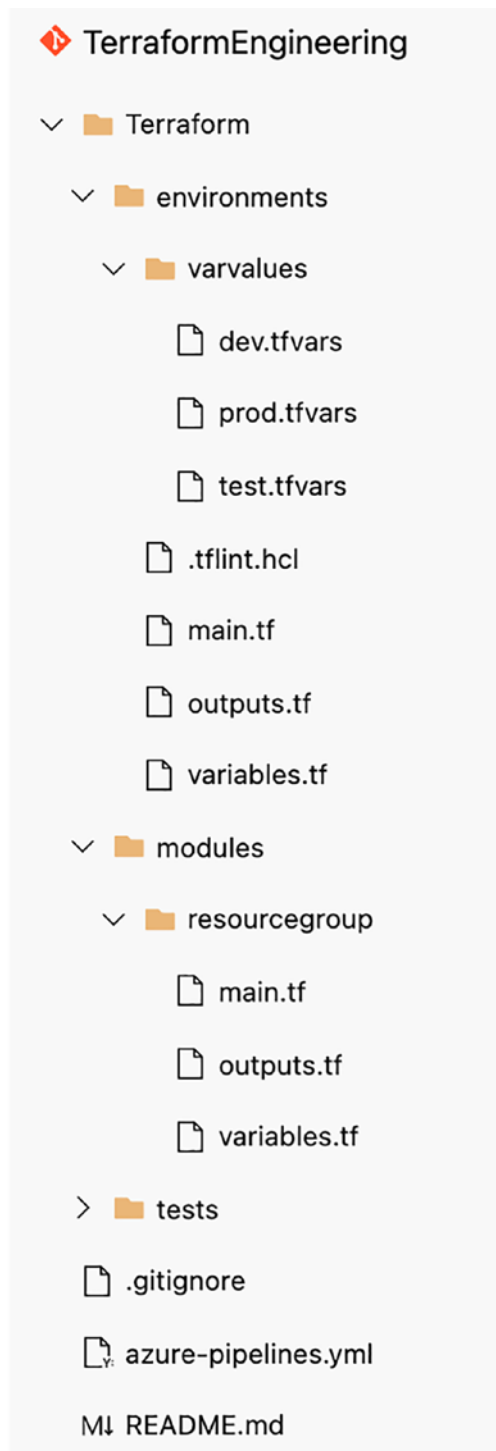 TerraformEngineering
Terraform
environments
varvalues
dev.tfvars
prod.tfvars
test.tfvars
.tflint.hcl
main.tf
outputs.tf
variables.tf
modules
resourcegroup
main.tf
outputs.tf
variables.tf
tests
.gitignore
Y: azure-pipelines.yml
M↓ README.md